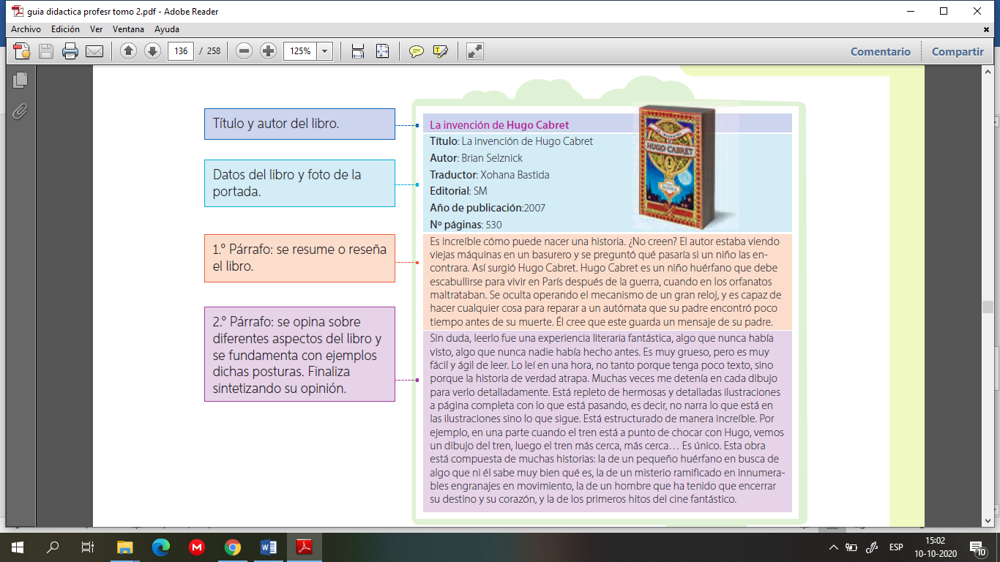 guia didactica profesr tomo 2.pdf - Adobe Reader
Archivo Edición Ver Ventana Ayuda
136 / 258 125% Comentario Compartir
Título y autor del libro.
Datos del libro y foto de la
portada.
1.º Párrafo: se resume o reseña
el libro.
2.º Párrafo: se opina sobre
diferentes aspectos del libro y
se fundamenta con ejemplos
dichas posturas. Finaliza
sintetizando su opinión.
La invención de Hugo Cabret
Título: La invención de Hugo Cabret
Autor: Brian Selznick
Traductor: Xohana Bastida
Editorial: SM
Año de publicación:2007
Nº páginas: 530
HUGO CABRET
Es increíble cómo puede nacer una historia. ¿No creen? El autor estaba viendo
viejas máquinas en un basurero y se preguntó qué pasaría si un niño las en-
contrara. Así surgió Hugo Cabret. Hugo Cabret es un niño huérfano que debe
escabullirse para vivir en París después de la guerra, cuando en los orfanatos
maltrataban. Se oculta operando el mecanismo de un gran reloj, y es capaz de
hacer cualquier cosa para reparar a un autómata que su padre encontró poco
tiempo antes de su muerte. Él cree que este guarda un mensaje de su padre.
Sin duda, leerlo fue una experiencia literaria fantástica, algo que nunca había
visto, algo que nunca nadie había hecho antes. Es muy grueso, pero es muy
fácil y ágil de leer. Lo leí en una hora, no tanto porque tenga poco texto, sino
porque la historia de verdad atrapa. Muchas veces me detenía en cada dibujo
para verlo detalladamente. Está repleto de hermosas y detalladas ilustraciones
a página completa con lo que está pasando, es decir, no narra lo que está en
las ilustraciones sino lo que sigue. Está estructurado de manera increíble. Por
ejemplo, en una parte cuando el tren está a punto de chocar con Hugo, vemos
un dibujo del tren, luego el tren más cerca, más cerca… Es único. Esta obra
está compuesta de muchas historias: la de un pequeño huérfano en busca de
algo que ni él sabe muy bien qué es, la de un misterio ramificado en innumera-
bles engranajes en movimiento, la de un hombre que ha tenido que encerrar
su destino y su corazón, y la de los primeros hitos del cine fantástico.
ESP
15:02
10-10-2020
10